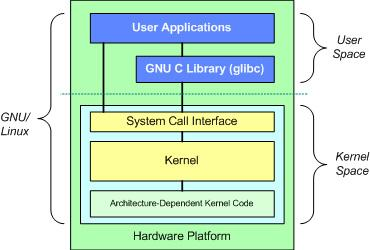 User Applications
GNU C Library (glibc)
User
Space
GNU/
Linux
System Call Interface
Kernel
Architecture-Dependent Kernel Code
Kernel
Space
Hardware Platform